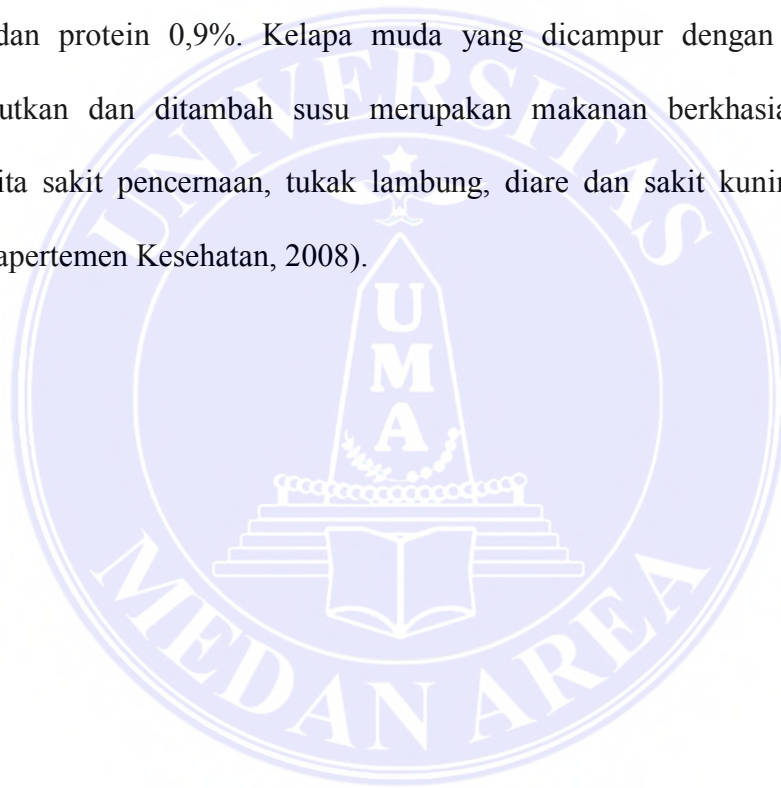 dan protein 0,9%. Kelapa muda yang dicampur dengan
utkan dan ditambah susu merupakan makanan berkhasia
ita sakit pencernaan, tukak lambung, diare dan sakit kunin
apertemen Kesehatan, 2008).
UNIVERSITAS
U
M
A
MEDAN AREA